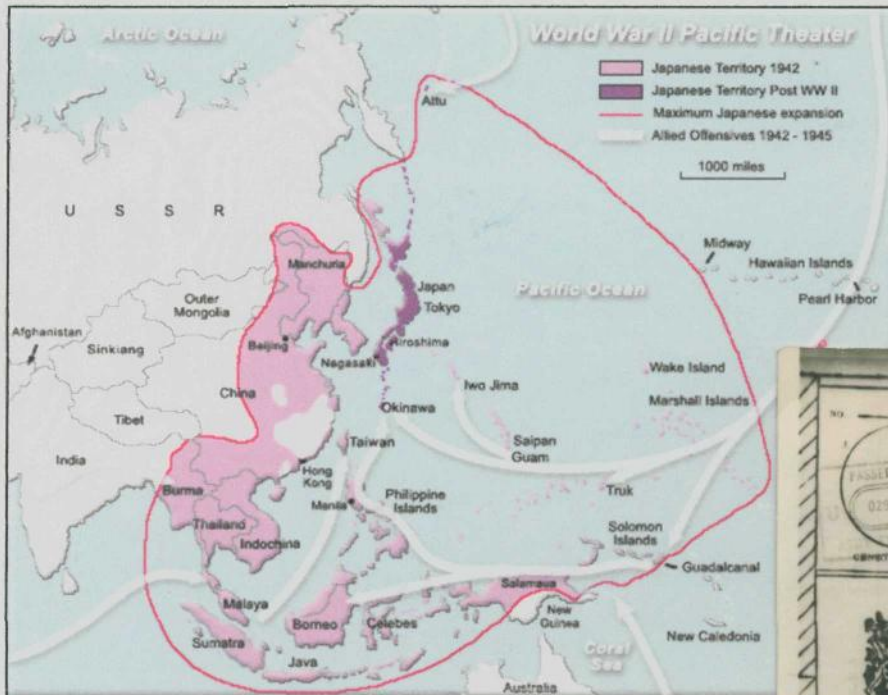 Arctic Ocean
World War II Pacific Theater
Japanese Territory 1942
Japanese Territory Post WW II
Maximum Japanese expansion
Allied Offensives 1942 - 1945
1000 miles
Attu
U S S R
Midway
Hawaiian Islands
Pearl Harbor
Manchuria
Outer
Mongolia
Japan
Tokyo
Pacific Ocean
Afghanistan
Sinkiang
Beijing
Hiroshima
Nagasaki
China
Iwo Jima
Wake Island
Marshall Islands
Okinawa
Tibet
India
Taiwan
Saipan
Guam
Hong
Kong
Burma
Manila
Philippine
Islands
Truk
Thailand
Indochina
Solomon
Islands
Guadalcanal
Malaya
Salamaua
New
Guinea
Borneo
Celebes
Sumatra
New Caledonia
Java
Coral
Sea
Australia
NO.
PASSE
029